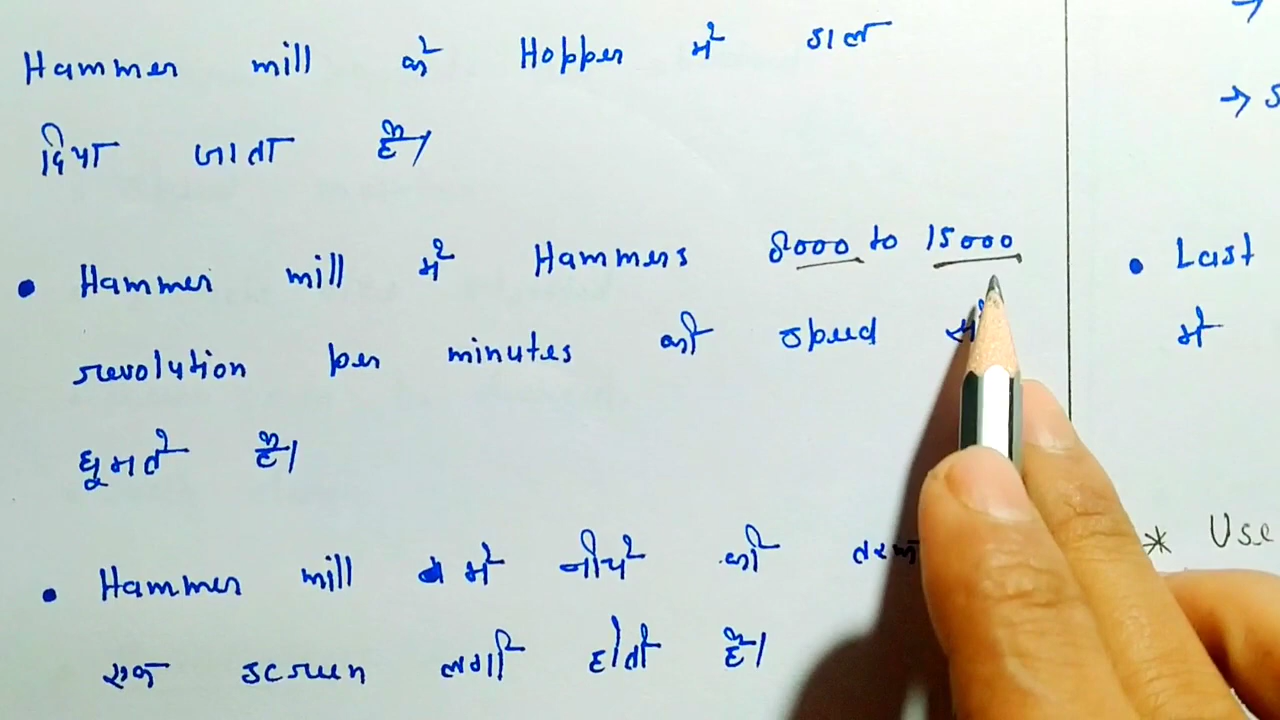 Hammer mill के Hopper में डाल
दिया जाता है।
• Hammer mill में Hammers 8000 to 15000
revolution per minutes की speed से
घूमते है।
• Hammer mill में नीचे की तरफ
एक screen लगी होती है।
→
→ S
• Last
में
* Use